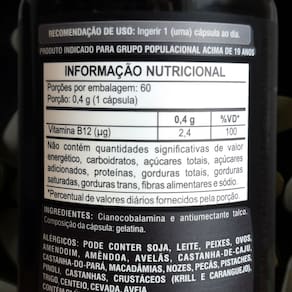 RECOMENDAÇÃO DE USO: Ingerir 1 (uma) cápsula ao dia.
PRODUTO INDICADO PARA GRUPO POPULACIONAL ACIMA DE 19 ANOS
INFORMAÇÃO NUTRICIONAL
Porções por embalagem: 60
Porção: 0,4 g (1 cápsula)
0,4 g %VD*
Vitamina B12 (µg) 2,4 100
Não contém quantidades significativas de valor
energético, carboidratos, açúcares totais, açúcares
adicionados, proteínas, gorduras totais, gorduras
saturadas, gorduras trans, fibras alimentares e sódio.
*Percentual de valores diários fornecidos pela porção.
INGREDIENTES: Cianocobalamina e antiumectante talco.
Composição da cápsula: gelatina.
ALÉRGICOS: PODE CONTER SOJA, LEITE, PEIXES, OVOS,
AMENDOIM, AMÊNDOA, AVELÃS, CASTANHA-DE-CAJU,
CASTANHA-DO-PARÁ, MACADÂMIAS, NOZES, PECÃS, PISTACHES,
PINOLI, CASTANHAS, CRUSTÁCEOS (KRILL E CARANGUEJO),
TRIGO, CENTEIO, CEVADA, AVEIA